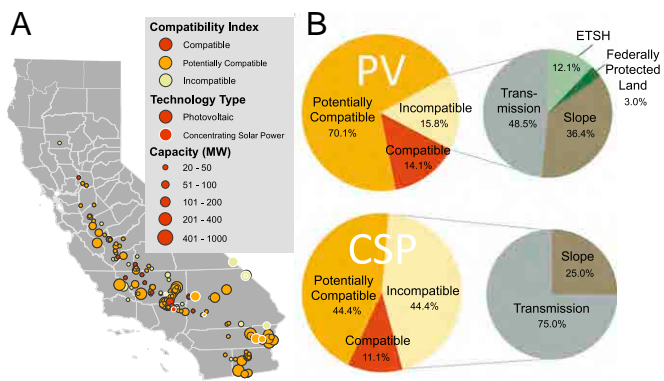 A
Compatibility Index
Compatible
Potentially Compatible
Incompatible
Technology Type
Photovoltaic
Concentrating Solar Power
Capacity (MW)
20 - 50
51 - 100
101 - 200
201 - 400
401 - 1000
B
PV
Potentially
Compatible
70.1%
Incompatible
15.8%
Compatible
14.1%
ETSH
12.1%
Federally
Protected
Land
3.0%
Trans-
mission
48.5%
Slope
36.4%
CSP
Potentially
Compatible
44.4%
Incompatible
44.4%
Compatible
11.1%
Slope
25.0%
Transmission
75.0%